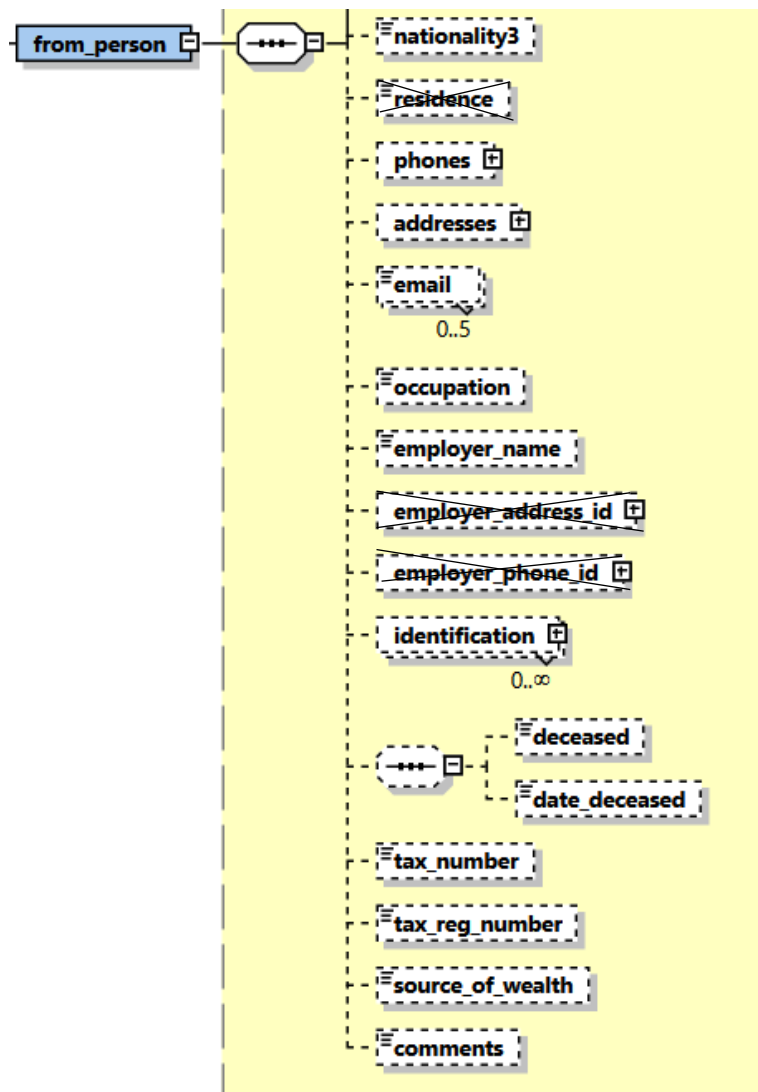 from_person
nationality3
residence
phones
addresses
email
0..5
occupation
employer_name
employer_address_id
employer_phone_id
identification
0..∞
deceased
date_deceased
tax_number
tax_reg_number
source_of_wealth
comments